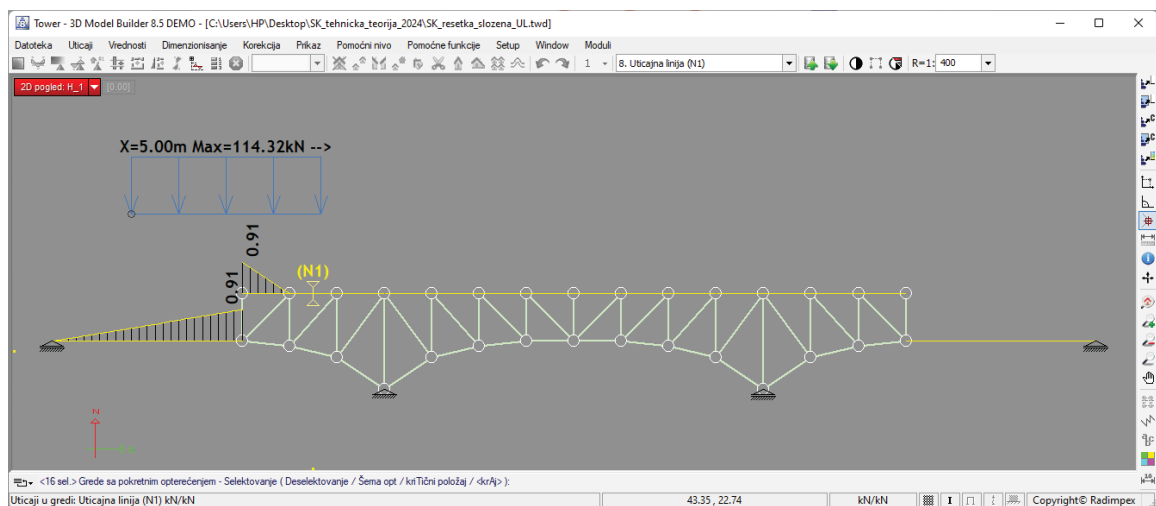 Tower - 3D Model Builder 8.5 DEMO - [C:\Users\HP\Desktop\SK_tehnicka_teorija_2024\SK_resetka_slozena_UL.twd]
Datoteka Uticaji Vrednosti Dimenzionisanje Korekcija Prikaz Pomoćni nivo Pomoćne funkcije Setup Window Moduli
1 8. Uticajna linija (N1) R=1: 400
2D pogled: H_1 [0.00]
X=5.00m Max=114.32kN -->
0.91
0.91
(N1)
N
<16 sel.> Grede sa pokretnim opterećenjem - Selektovanje ( Deselektovanje / Šema opt / kriTični položaj / <krAj> ):
Uticaji u gredi: Uticajna linija (N1) kN/kN 43.35 , 22.74 kN/kN Copyright© Radimpex